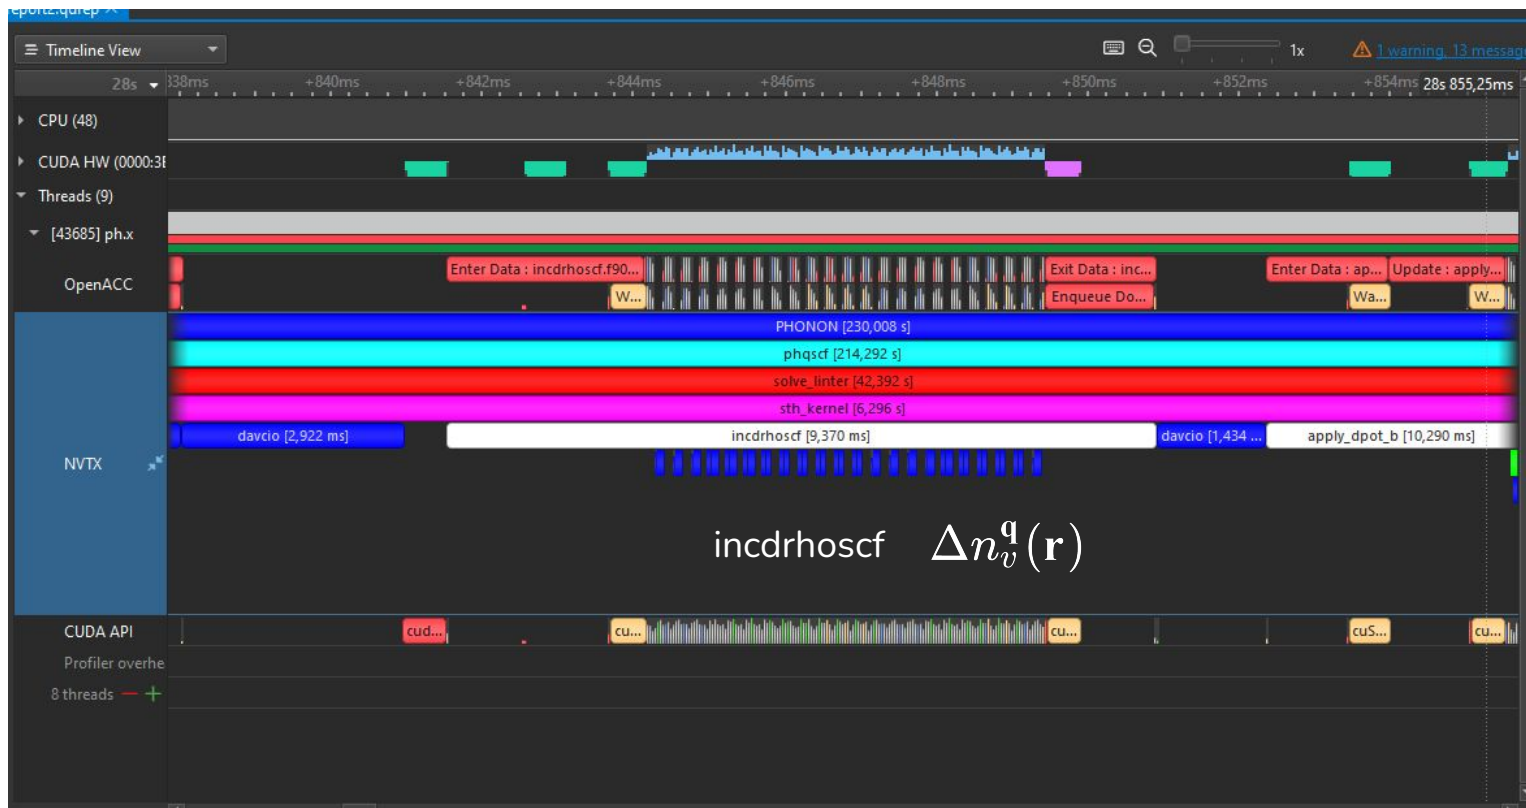 eport2.qdrep ×
Timeline View
1x
1 warning, 13 messag
28s
338ms
+840ms
+842ms
+844ms
+846ms
+848ms
+850ms
+852ms
+854ms
28s 855,25ms
CPU (48)
CUDA HW (0000:3E
Threads (9)
[43685] ph.x
OpenACC
Enter Data : incdrhoscf.f90...
Exit Data : inc...
Enter Data : ap...
Update : apply...
W...
Enqueue Do...
Wa...
W...
PHONON [230,008 s]
phqscf [214,292 s]
solve_linter [42,392 s]
sth_kernel [6,296 s]
davcio [2,922 ms]
incdrhoscf [9,370 ms]
davcio [1,434 ...
apply_dpot_b [10,290 ms]
NVTX
incdrhoscf Δn_v^q(r)
CUDA API
cud...
cu...
cu...
cuS...
cu...
Profiler overhe
8 threads − +